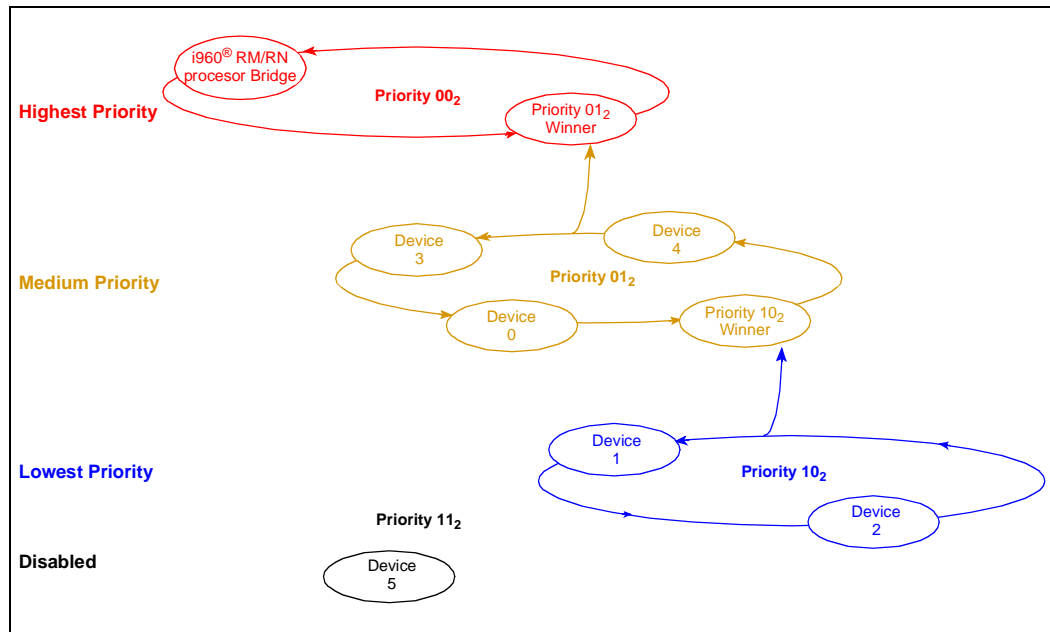 i960® RM/RN
procesor Bridge
Priority 00₂
Highest Priority
Priority 01₂
Winner
Device
3
Device
4
Medium Priority
Priority 01₂
Device
0
Priority 10₂
Winner
Device
1
Lowest Priority
Priority 10₂
Device
2
Priority 11₂
Disabled
Device
5